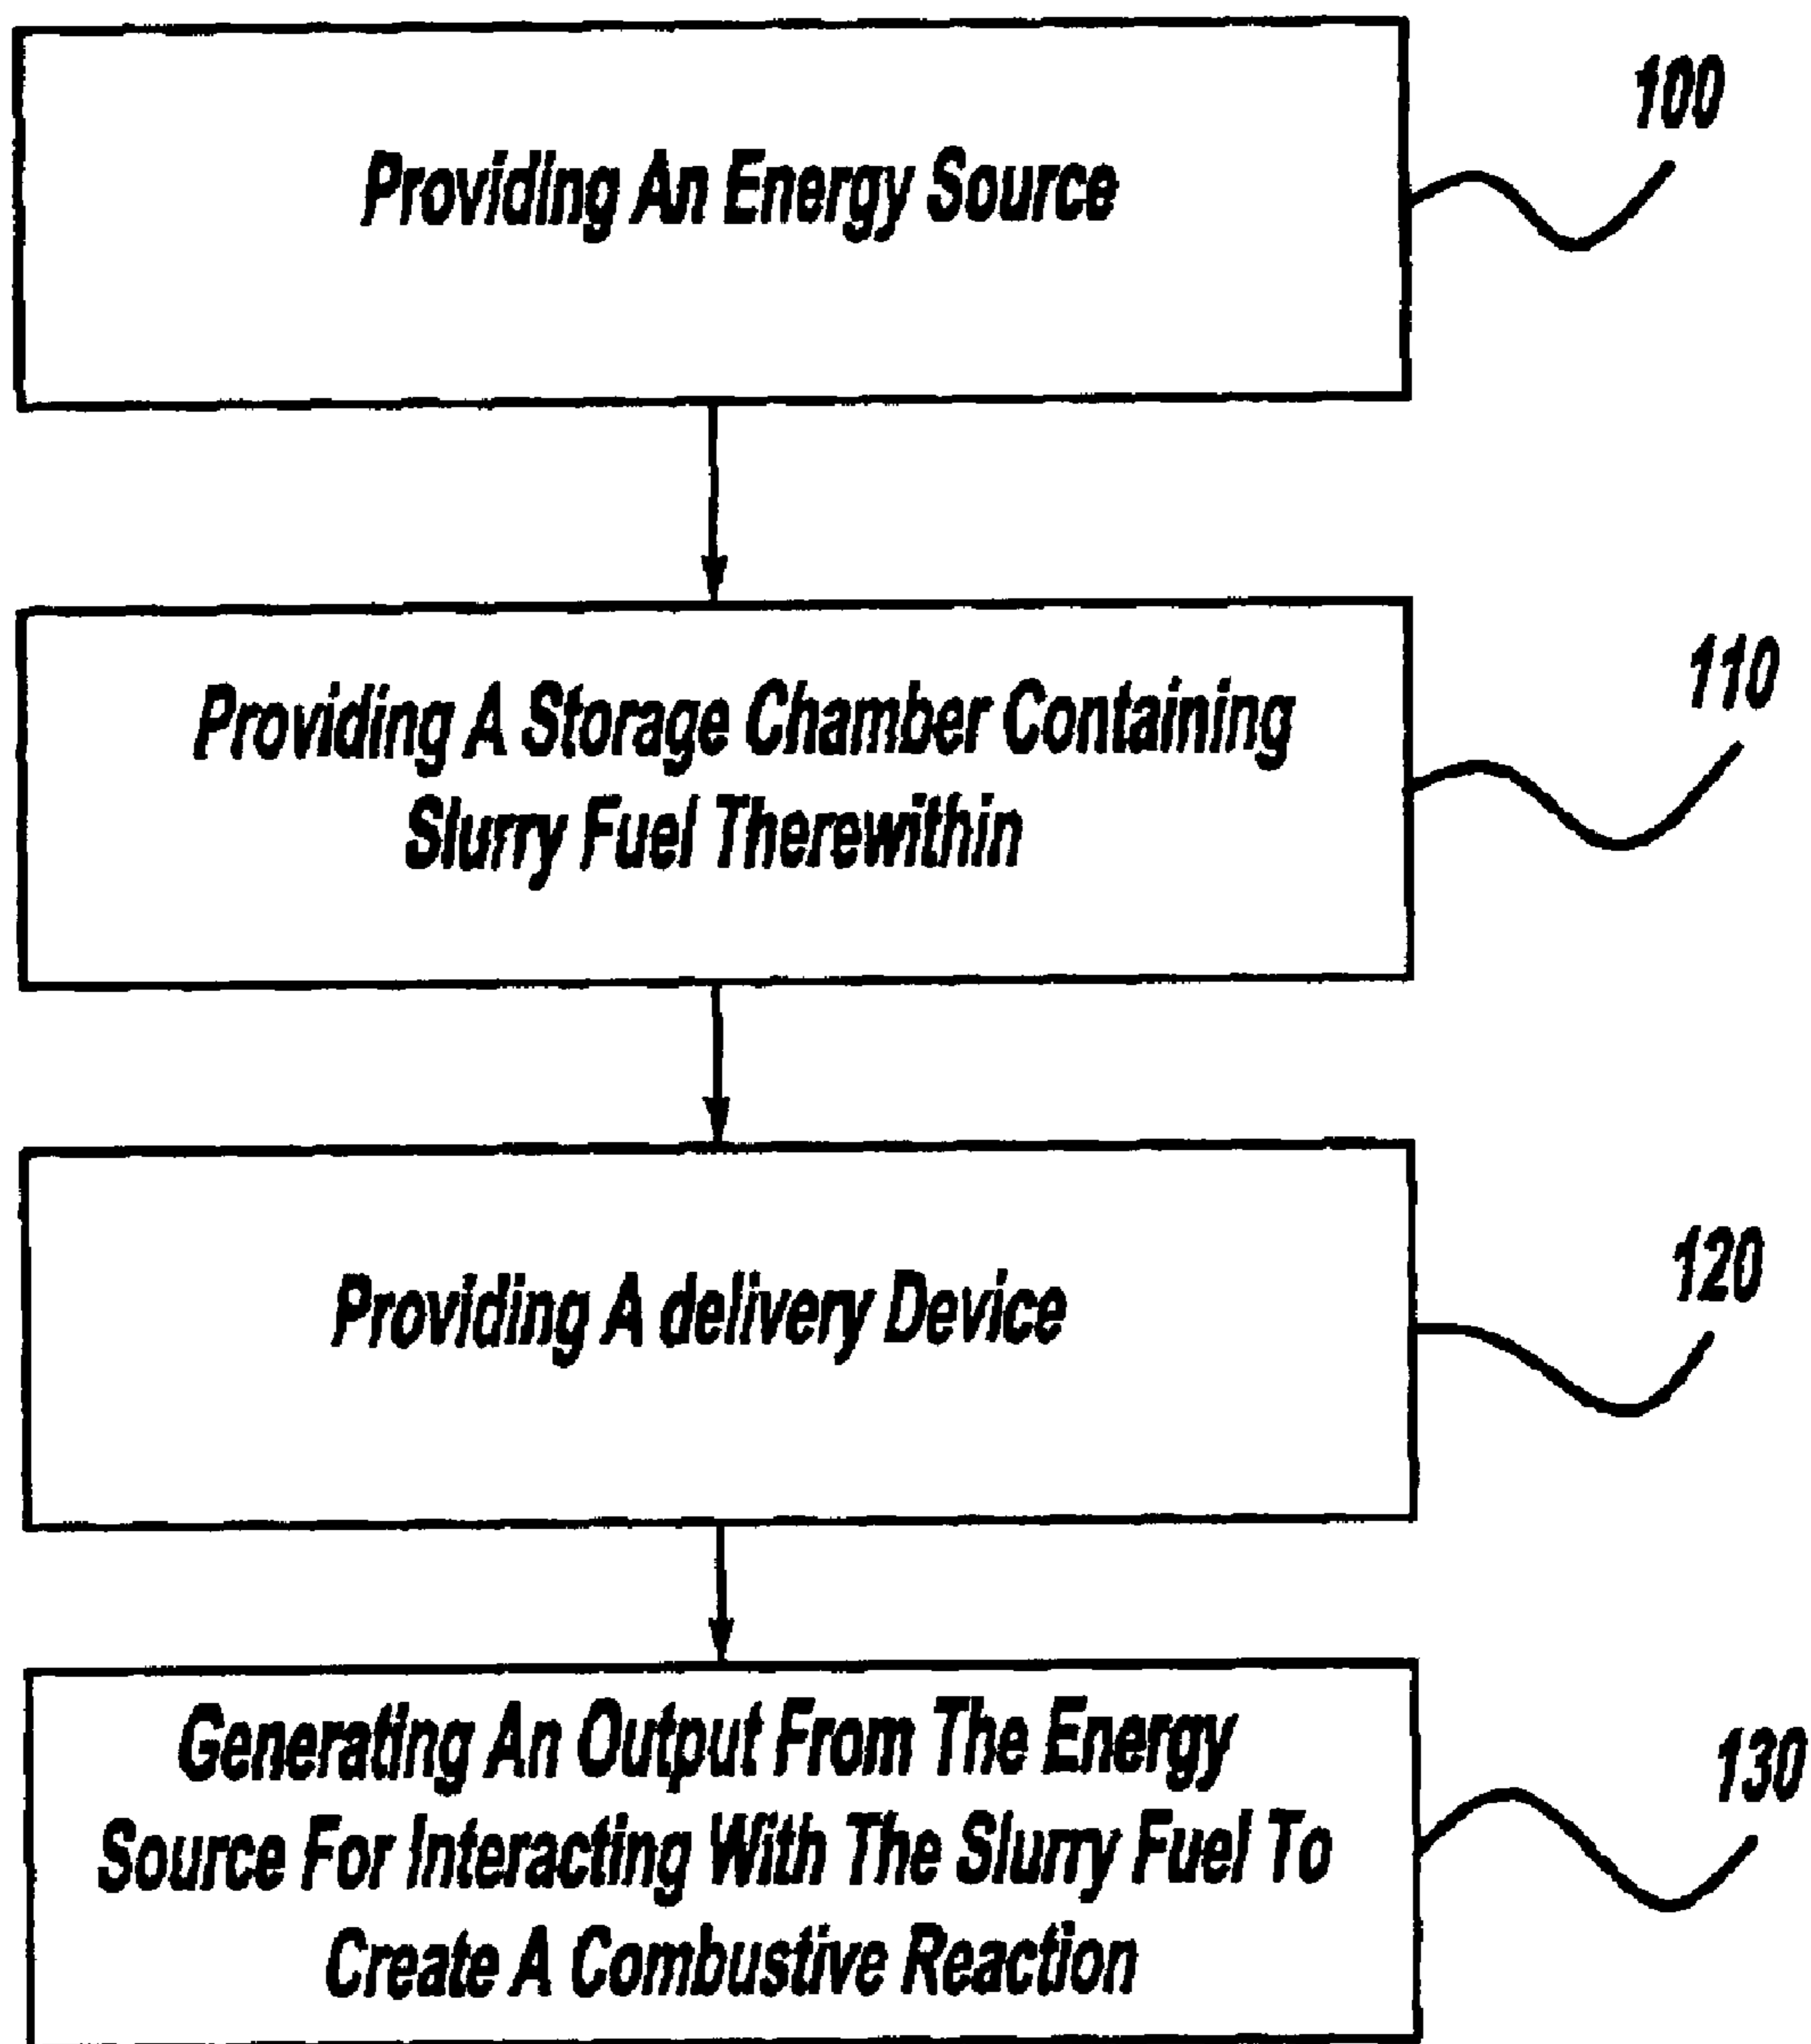 Providing An Energy Source
100
Providing A Storage Chamber Containing
Slurry Fuel Therewithin
110
Providing A delivery Device
120
Generating An Output From The Energy
Source For Interacting With The Slurry Fuel To
Create A Combustive Reaction
130